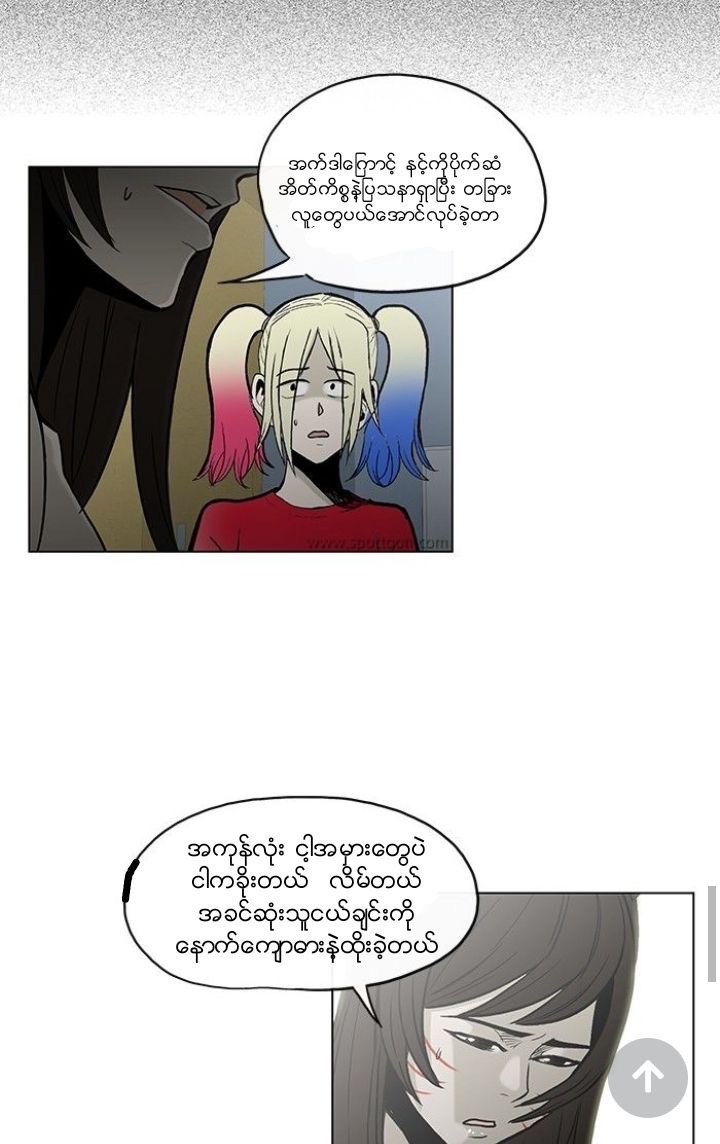 အက်ဒါကြောင့် နင့်ကိုပိုက်ဆံ
အိတ်ကိစ္စနဲ့ပြသနာရှာပြီး တခြား
လူတွေပယ်အောင်လုပ်ခဲ့တာ
www.spottoon.com
အကုန်လုံး ငါ့အမှားတွေပဲ
ငါကခိုးတယ် လိမ်တယ်
အခင်ဆုံးသူငယ်ချင်းကို
နောက်ကျောဓားနဲ့ထိုးခဲ့တယ်